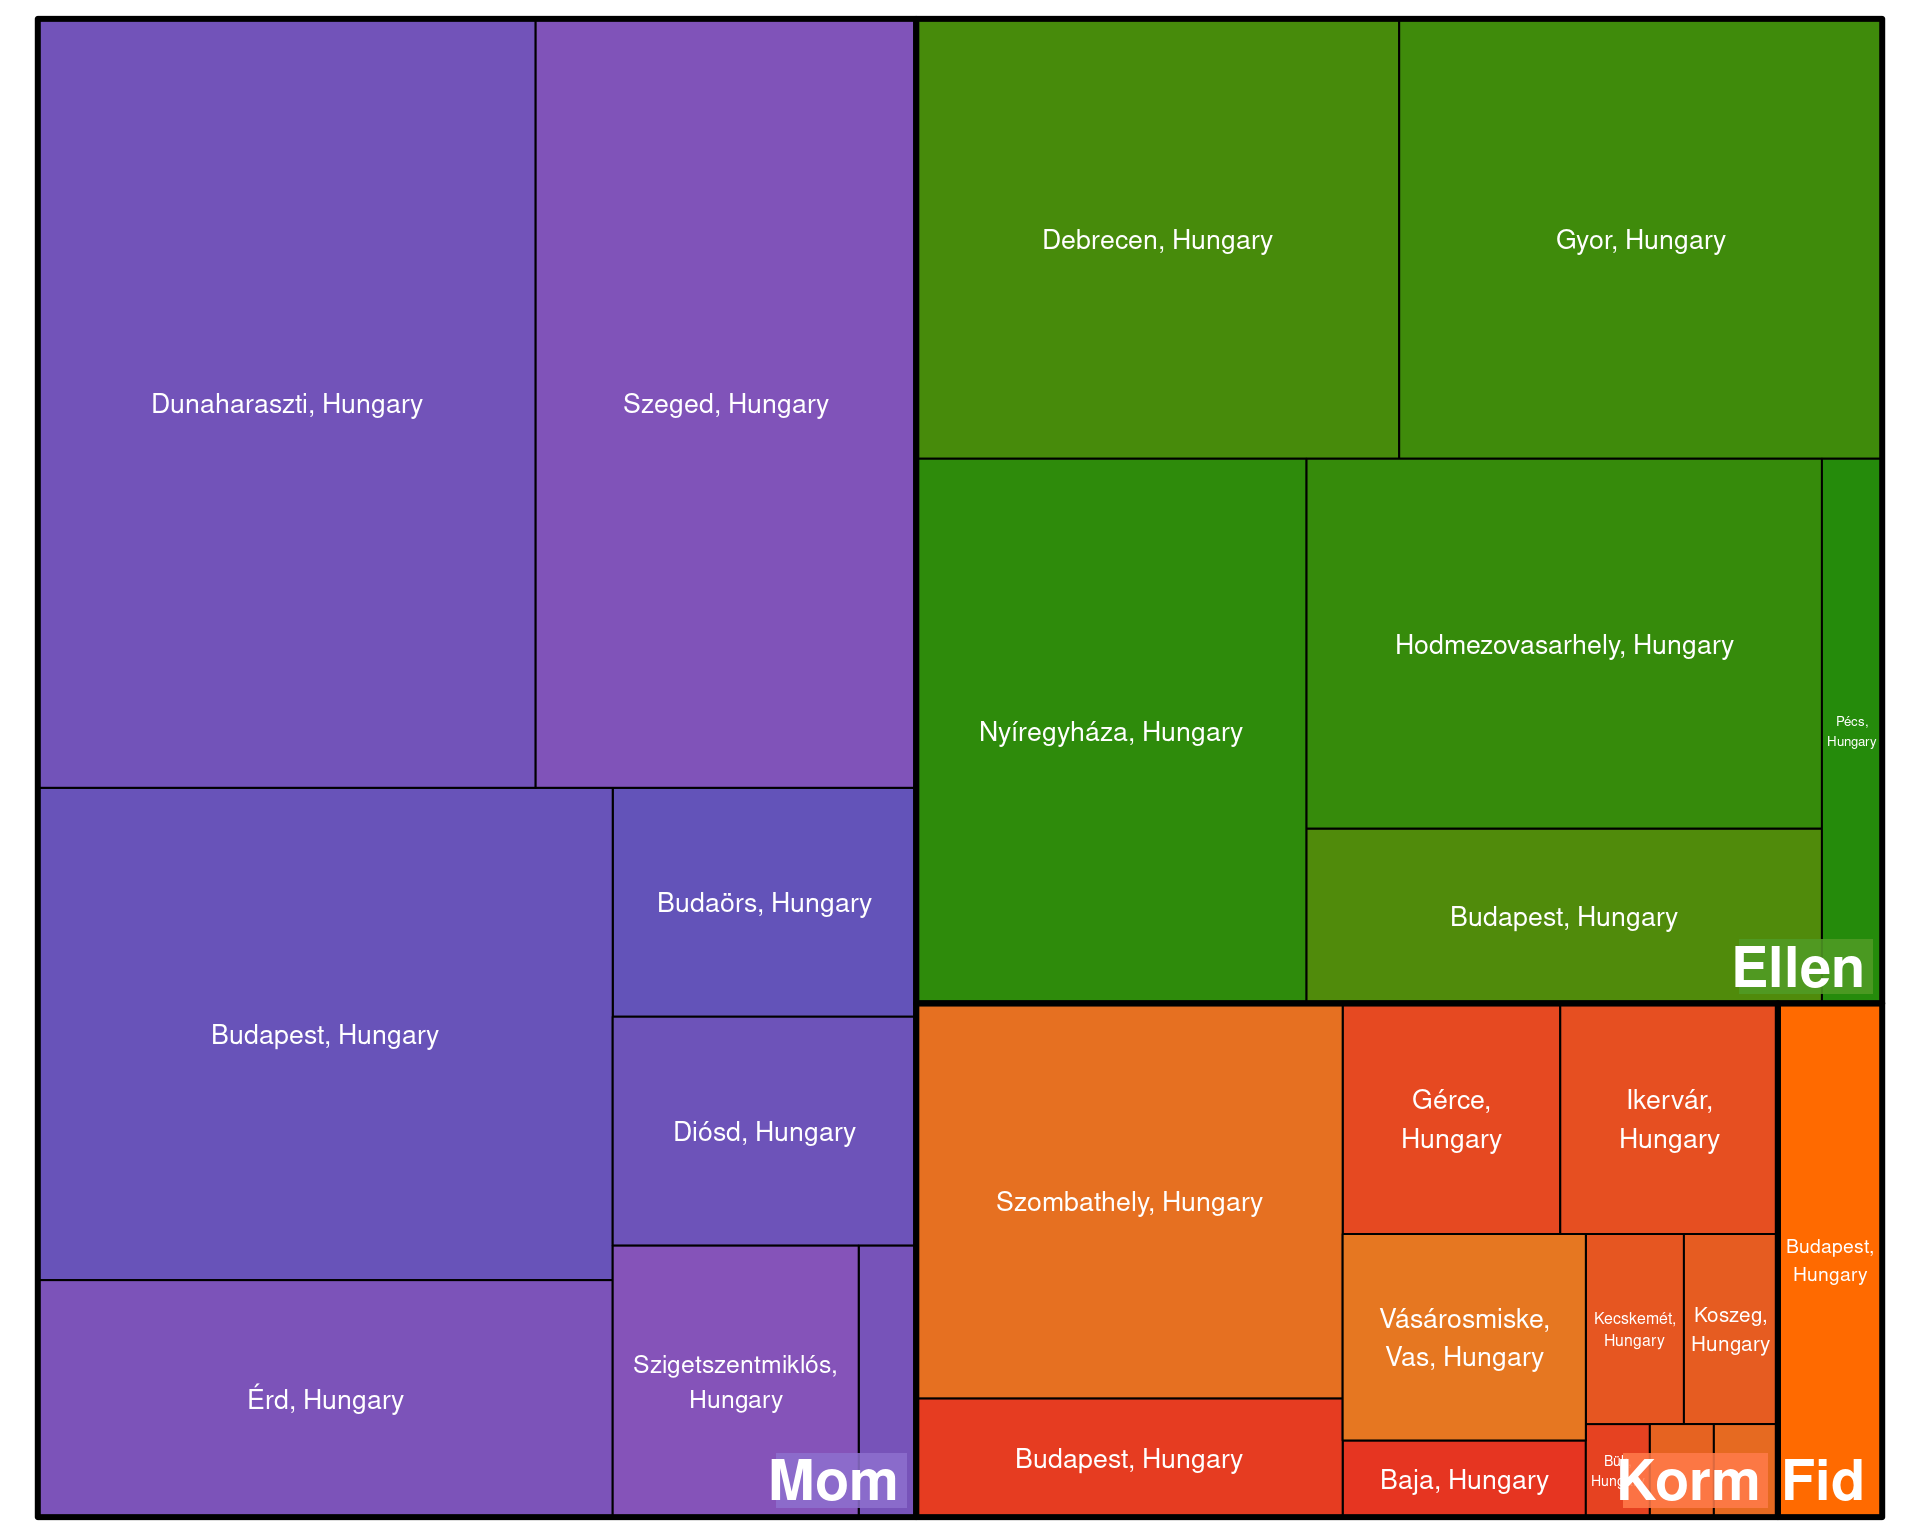 Dunaharaszti, Hungary
Szeged, Hungary
Budapest, Hungary
Budaörs, Hungary
Diósd, Hungary
Érd, Hungary
Szigetszentmiklós,
Hungary
Mom
Debrecen, Hungary
Gyor, Hungary
Nyíregyháza, Hungary
Hodmezovasarhely, Hungary
Pécs,
Hungary
Budapest, Hungary
Ellen
Szombathely, Hungary
Budapest, Hungary
Gérce,
Hungary
Ikervár,
Hungary
Vásárosmiske,
Vas, Hungary
Kecskemét,
Hungary
Koszeg,
Hungary
Baja, Hungary
Korm
Budapest,
Hungary
Fid